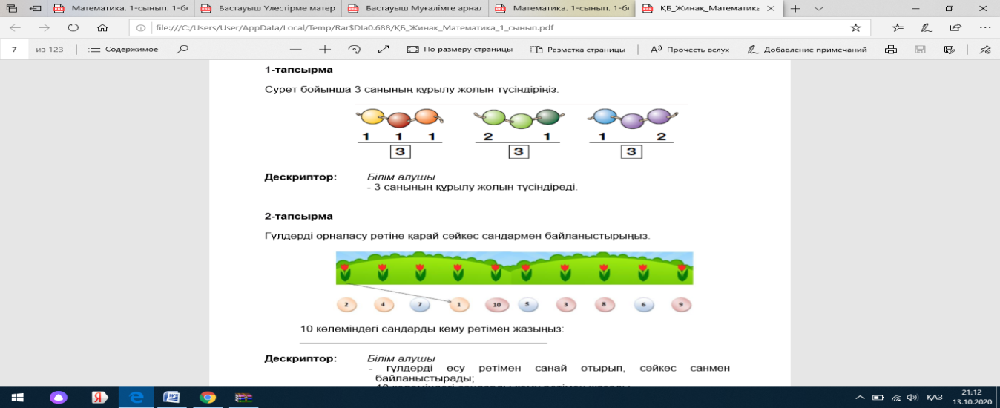 Математика. 1-сынып. 1-бө
Бастауыш Үлестірме матер
Бастауыш Мұғалімге арнал
Математика. 1-сынып. 1-бө
ҚБ_Жинақ_Математика
file:///C:/Users/User/AppData/Local/Temp/Rar$DIa0.688/ҚБ_Жинақ_Математика_1_сынып.pdf
7 из 123 Содержимое По размеру страницы Разметка страницы Прочесть вслух Добавление примечаний
1-тапсырма
Сурет бойынша 3 санының құрылу жолын түсіндіріңіз.
1 1 1 2 1 1 2
3 3 3
Дескриптор: Білім алушы
- 3 санының құрылу жолын түсіндіреді.
2-тапсырма
Гүлдерді орналасу ретіне қарай сәйкес сандармен байланыстырыңыз.
2 4 7 1 10 5 3 8 6 9
10 көлеміндегі сандарды кему ретімен жазыңыз:
Дескриптор: Білім алушы
- гүлдерді өсу ретімен санай отырып, сәйкес санмен
байланыстырады;
ҚАЗ
21:12
13.10.2020